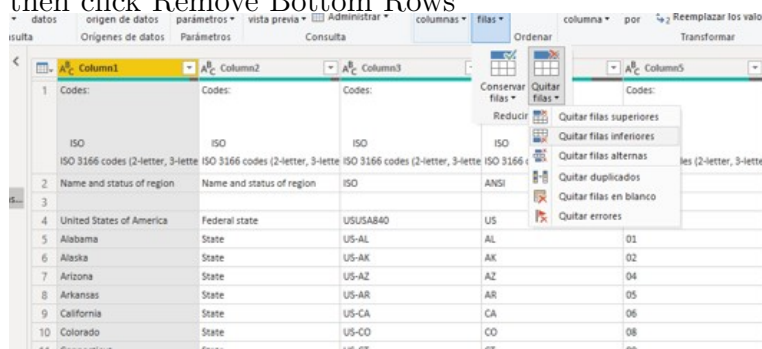 then click Remove Bottom Rows
datos origen de datos parámetros vista previa Administrar columnas filas columna por Reemplazar los valo
Orígenes de datos Parámetros Consulta Ordenar Transformar
Column1 Column2 Column3 Column5
Conservar filas Quitar filas
Reducir
1 Codes: Codes: Codes: Codes:
ISO ISO ISO ISO
ISO 3166 codes (2-letter, 3-lette ISO 3166 codes (2-letter, 3-lette ISO 3166 codes (2-letter, 3-lette ISO 3166 les (2-letter, 3-lette
Quitar filas superiores
Quitar filas inferiores
Quitar filas alternas
Quitar duplicados
Quitar filas en blanco
Quitar errores
2 Name and status of region Name and status of region ISO ANSI
3
4 United States of America Federal state USUSA840 US
5 Alabama State US-AL AL 01
6 Alaska State US-AK AK 02
7 Arizona State US-AZ AZ 04
8 Arkansas State US-AR AR 05
9 California State US-CA CA 06
10 Colorado State US-CO CO 08